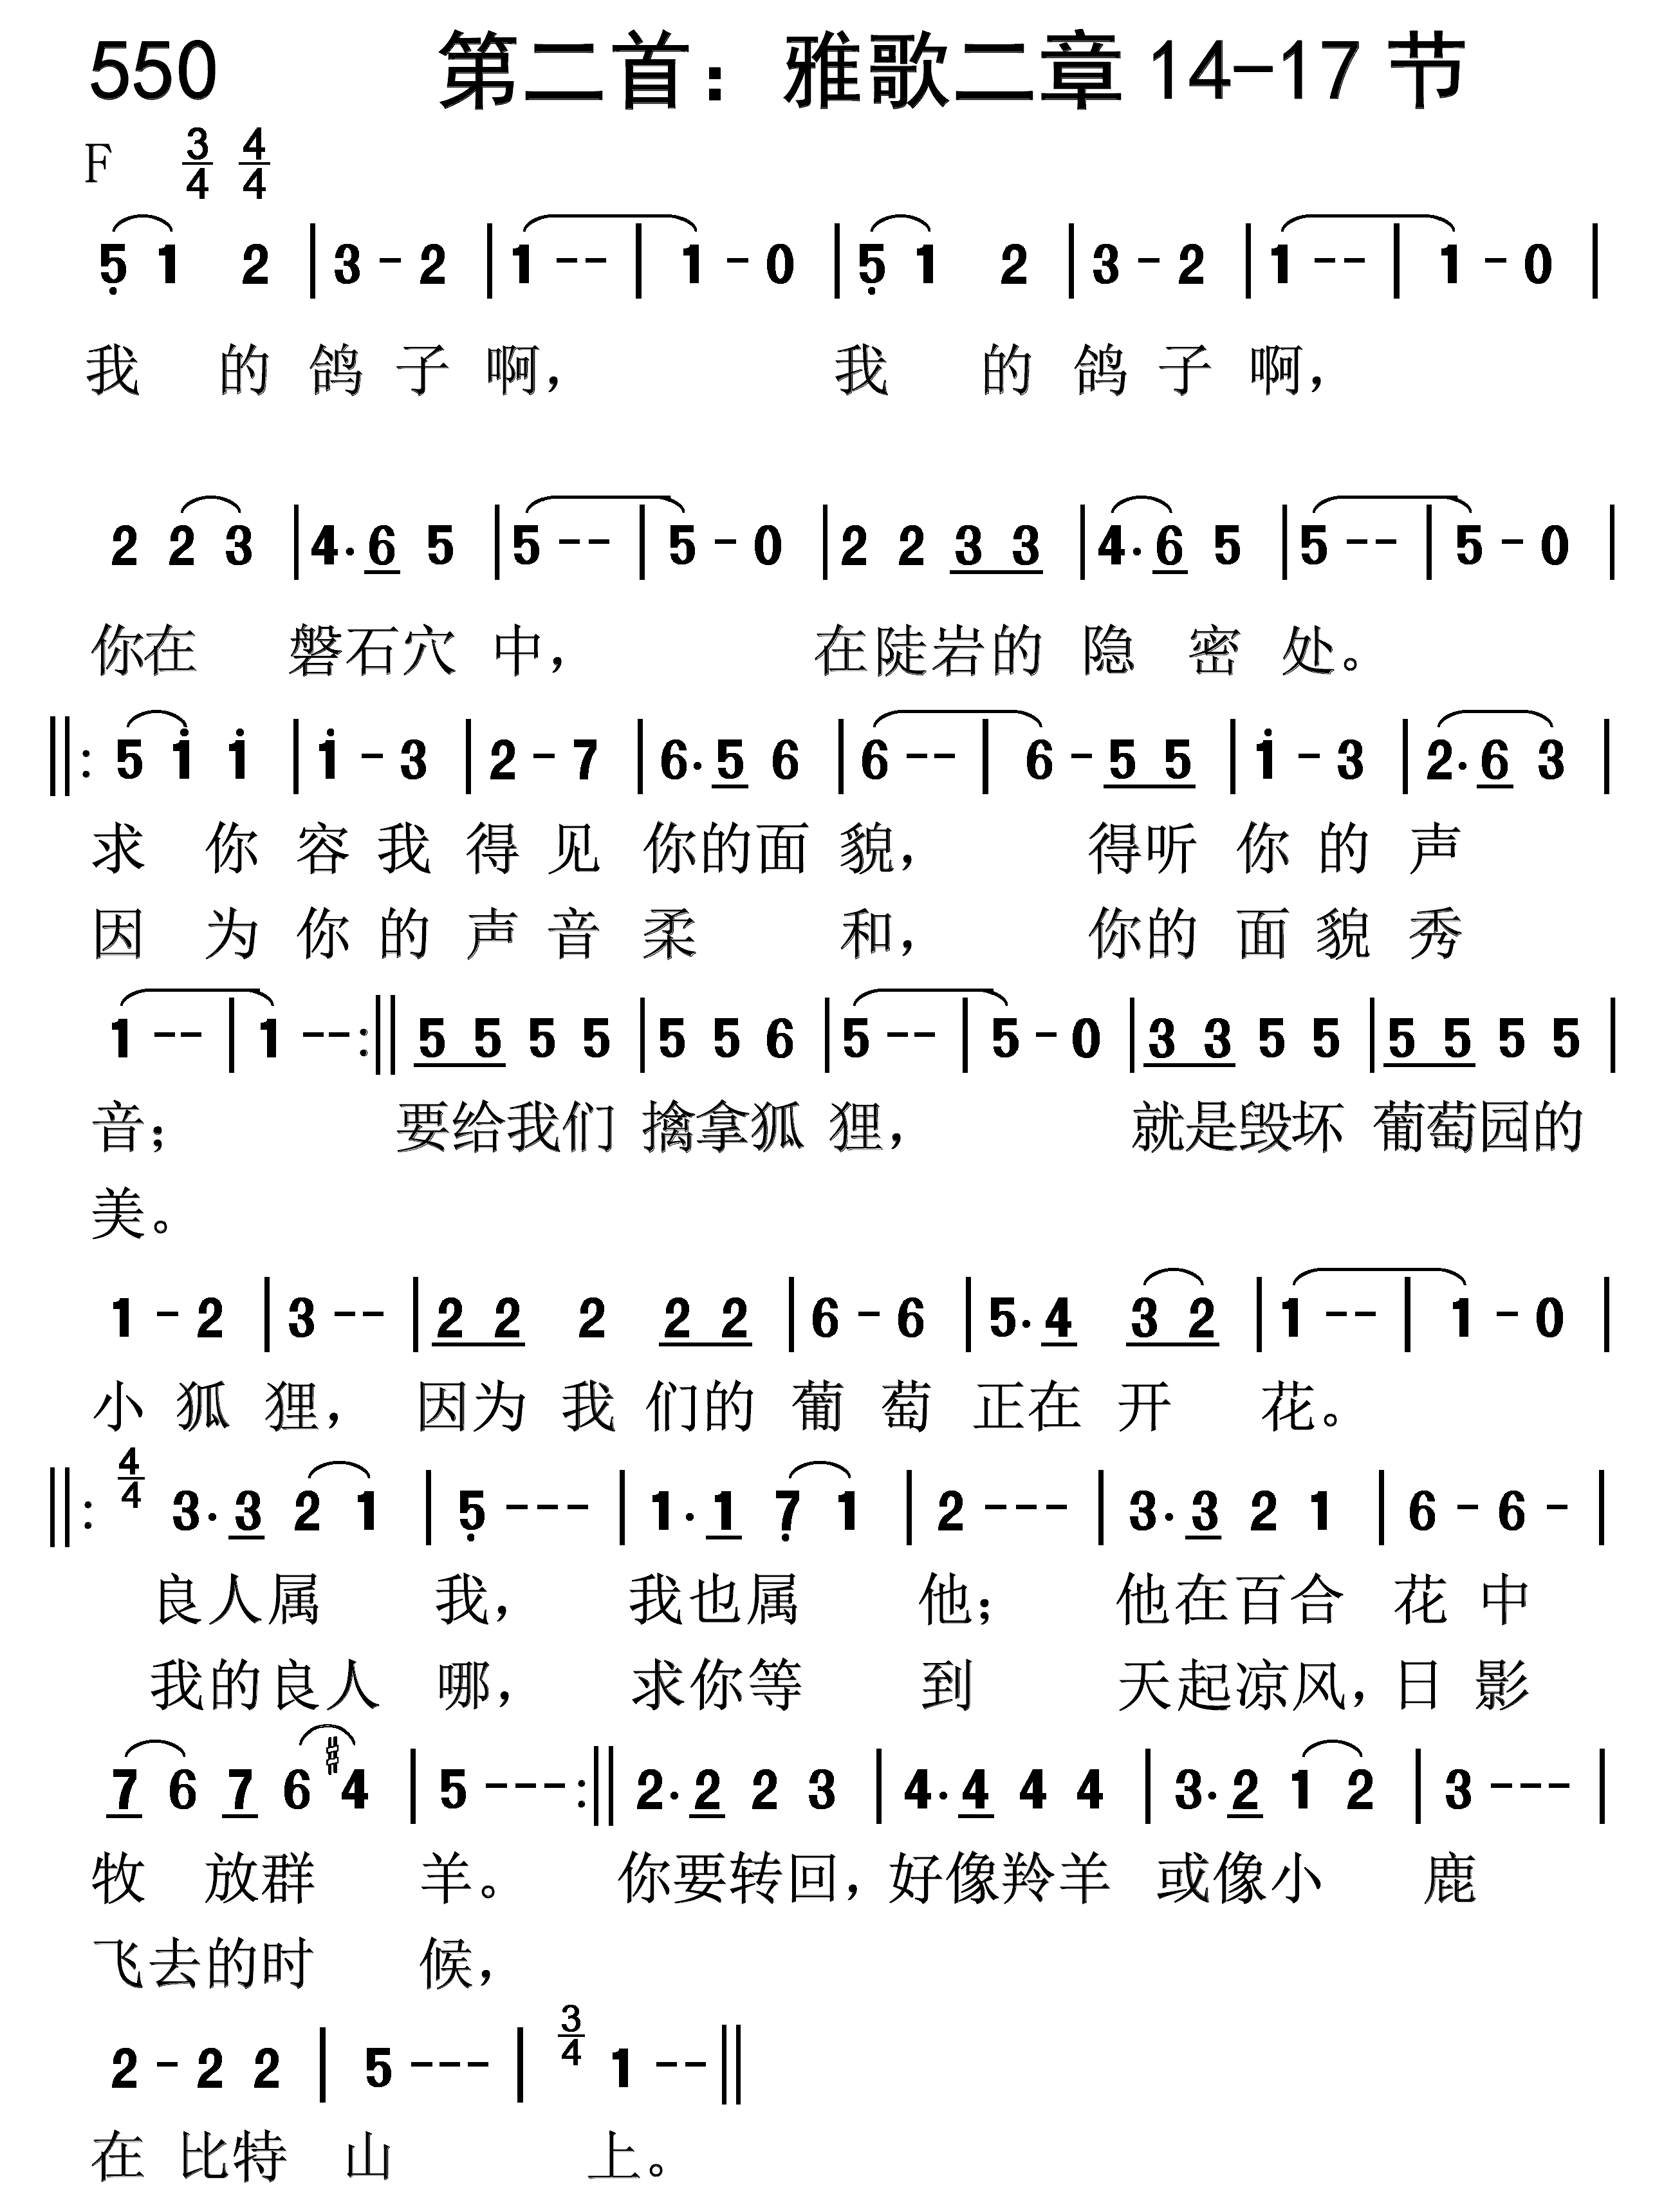 550 第二首：雅歌二章14-17节
F 3/4 4/4
5̣ 1 2 | 3 - 2 | 1 - - | 1 - 0 | 5̣ 1 2 | 3 - 2 | 1 - - | 1 - 0 |
我 的 鸽 子 啊， 我 的 鸽 子 啊，
2 2 3 | 4· 6 5 | 5 - - | 5 - 0 | 2 2 3 3 | 4· 6 5 | 5 - - | 5 - 0 |
你在 磐石穴 中， 在陡岩的 隐 密 处。
‖: 5 i i | i - 3 | 2 - 7 | 6· 5 6 | 6 - - | 6 - 5 5 | i - 3 | 2· 6 3 |
求 你 容 我 得 见 你的面 貌， 得听 你 的 声
因 为 你 的 声 音 柔 和， 你的 面 貌 秀
1 - - | 1 - - :‖ 5 5 5 5 | 5 5 6 | 5 - - | 5 - 0 | 3 3 5 5 | 5 5 5 5 |
音； 要给我们 擒拿狐 狸， 就是毁坏 葡萄园的
美。
1 - 2 | 3 - - | 2 2 2 2 2 | 6 - 6 | 5· 4 3 2 | 1 - - | 1 - 0 |
小 狐 狸， 因为 我 们的 葡 萄 正在 开 花。
‖: 4/4 3· 3 2 1 | 5̣ - - - | 1· 1 7̣ 1 | 2 - - - | 3· 3 2 1 | 6 - 6 - |
良人属 我， 我也属 他； 他在百合 花 中
我的良人 哪， 求你等 到 天起凉风，日 影
7 6 7 6 #4 | 5 - - - :‖ 2· 2 2 3 | 4· 4 4 4 | 3· 2 1 2 | 3 - - - |
牧 放群 羊。 你要转回，好像羚羊 或像小 鹿
飞去的时 候，
2 - 2 2 | 5 - - - | 3/4 1 - - ‖
在 比特 山 上。